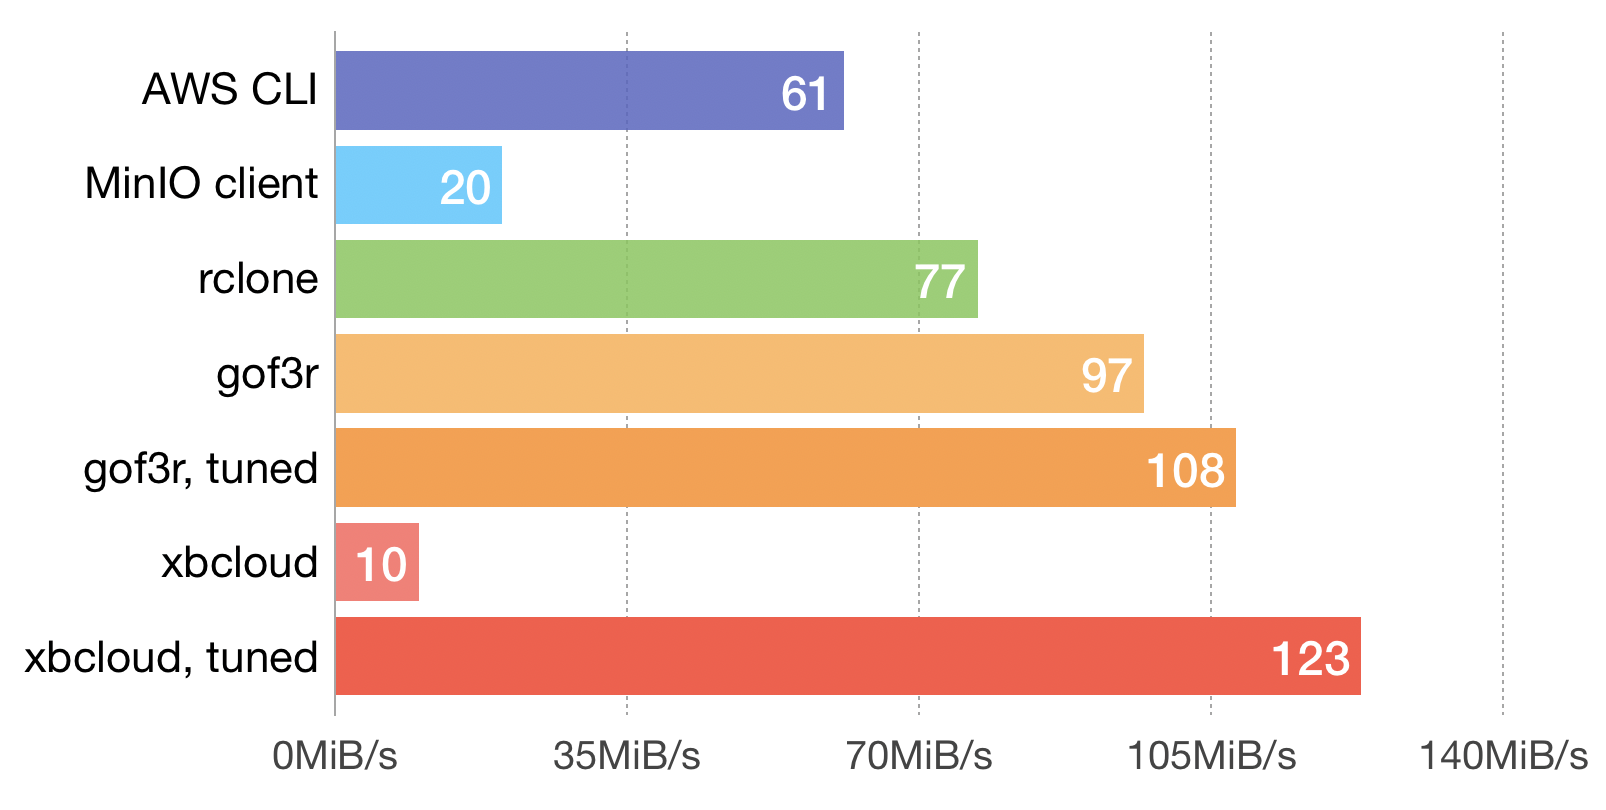 AWS CLI 61
MinIO client 20
rclone 77
gof3r 97
gof3r, tuned 108
xbcloud 10
xbcloud, tuned 123
0MiB/s 35MiB/s 70MiB/s 105MiB/s 140MiB/s